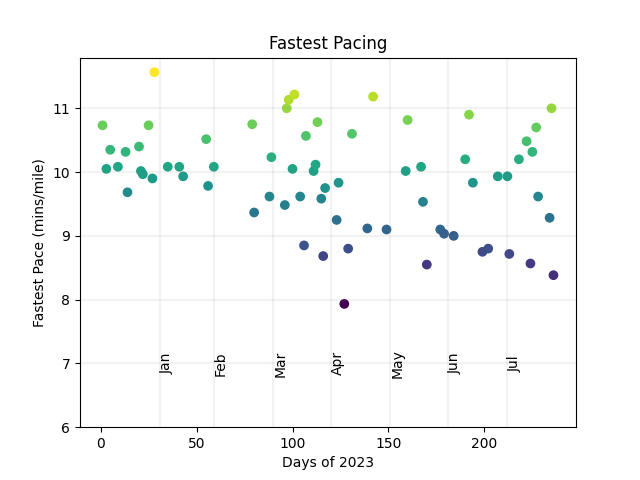 Fastest Pacing
Fastest Pace (mins/mile)
11
10
9
8
7
6
Jan
Feb
Mar
Apr
May
Jun
Jul
0
50
100
150
200
Days of 2023